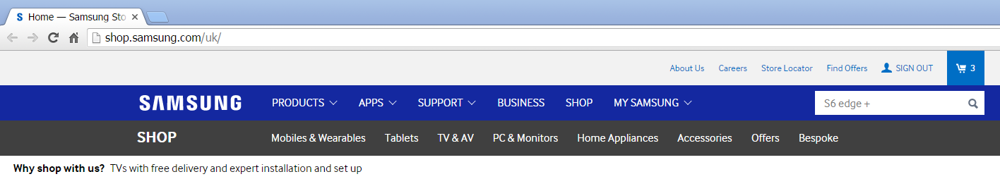 Home — Samsung Sto
shop.samsung.com/uk/
About Us Careers Store Locator Find Offers SIGN OUT 3
SAMSUNG PRODUCTS APPS SUPPORT BUSINESS SHOP MY SAMSUNG S6 edge +
SHOP Mobiles & Wearables Tablets TV & AV PC & Monitors Home Appliances Accessories Offers Bespoke
Why shop with us? TVs with free delivery and expert installation and set up